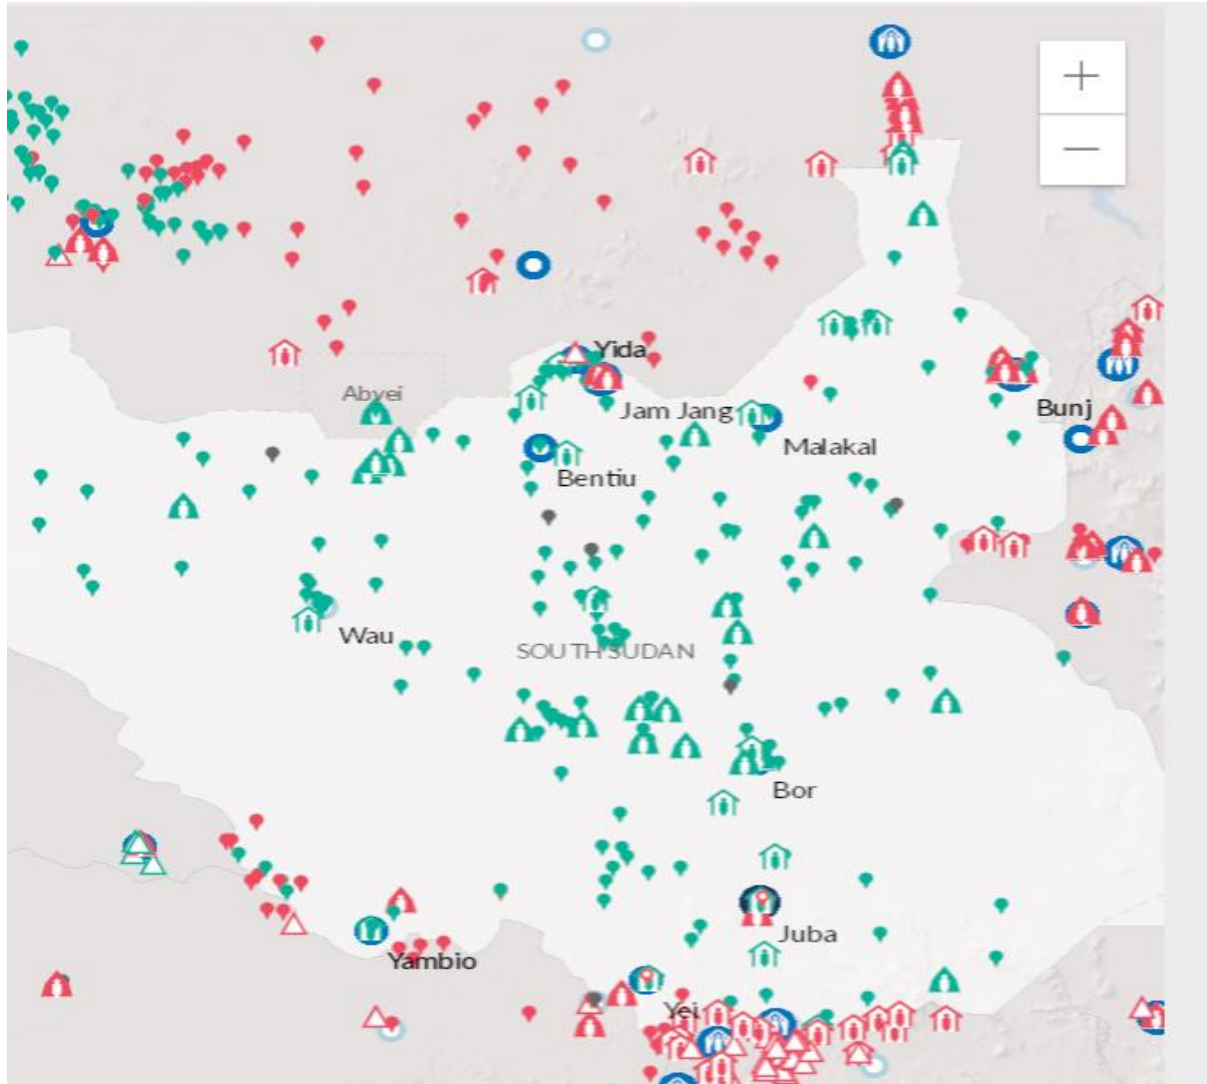 +
−
Yida
Abyei
Jam Jang
Bunj
Malakal
Bentiu
Wau
SOUTH SUDAN
Bor
Juba
Yambio
Yei